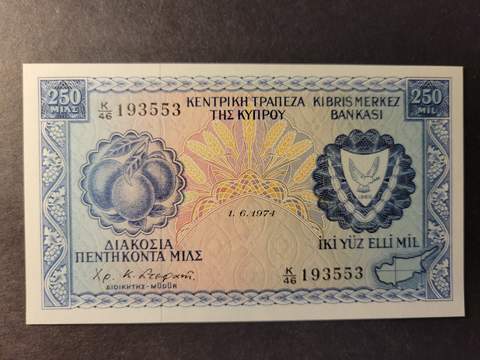 250
ΜΙΛΣ
K/46 193553
ΚΕΝΤΡΙΚΗ ΤΡΑΠΕΖΑ
ΤΗΣ ΚΥΠΡΟΥ
KIBRIS MERKEZ
BANKASI
250
MİL
1. 6. 1974
ΔΙΑΚΟΣΙΑ
ΠΕΝΤΗΚΟΝΤΑ ΜΙΛΣ
İKİ YÜZ ELLİ MİL
ΔΙΟΙΚΗΤΗΣ - MÜDÜR
K/46 193553